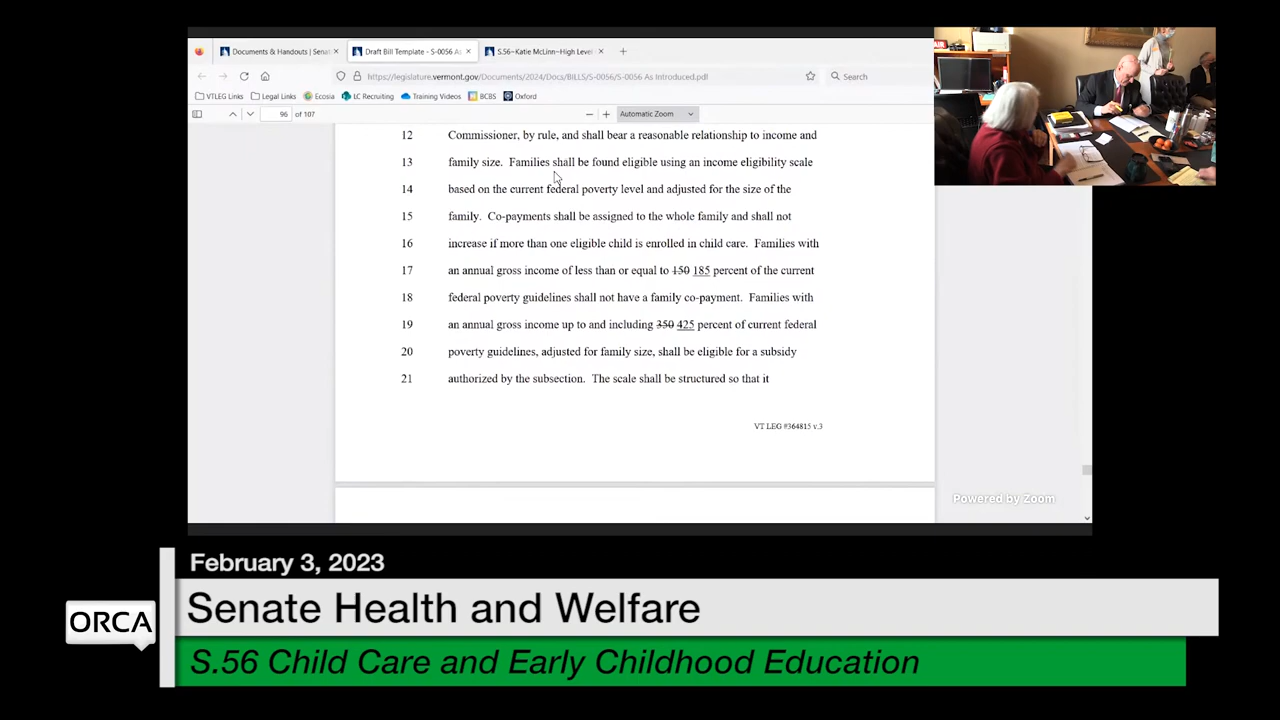 Documents & Handouts | Senat
Draft Bill Template - S-0056 As
S.56~Katie McLinn~High Level
https://legislature.vermont.gov/Documents/2024/Docs/BILLS/S-0056/S-0056 As Introduced.pdf
Search
VTLEG Links Legal Links Ecosia LC Recruiting Training Videos BCBS Oxford
96 of 107
Automatic Zoom
12 Commissioner, by rule, and shall bear a reasonable relationship to income and
13 family size. Families shall be found eligible using an income eligibility scale
14 based on the current federal poverty level and adjusted for the size of the
15 family. Co-payments shall be assigned to the whole family and shall not
16 increase if more than one eligible child is enrolled in child care. Families with
17 an annual gross income of less than or equal to 150 185 percent of the current
18 federal poverty guidelines shall not have a family co-payment. Families with
19 an annual gross income up to and including 350 425 percent of current federal
20 poverty guidelines, adjusted for family size, shall be eligible for a subsidy
21 authorized by the subsection. The scale shall be structured so that it
VT LEG #364815 v.3
Powered by Zoom
February 3, 2023
ORCA
Senate Health and Welfare
S.56 Child Care and Early Childhood Education